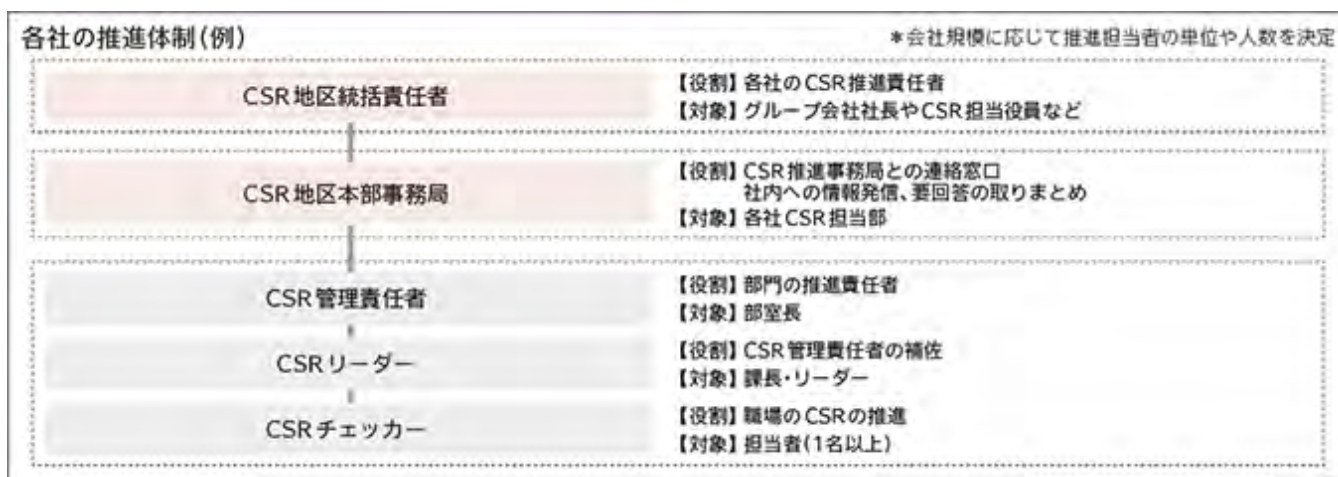 各社の推進体制(例)
＊会社規模に応じて推進担当者の単位や人数を決定
CSR地区統括責任者
【役割】各社のCSR推進責任者
【対象】グループ会社社長やCSR担当役員など
CSR地区本部事務局
【役割】CSR推進事務局との連絡窓口
社内への情報発信、要回答の取りまとめ
【対象】各社CSR担当部
CSR管理責任者
【役割】部門の推進責任者
【対象】部室長
CSRリーダー
【役割】CSR管理責任者の補佐
【対象】課長・リーダー
CSRチェッカー
【役割】職場のCSRの推進
【対象】担当者(1名以上)